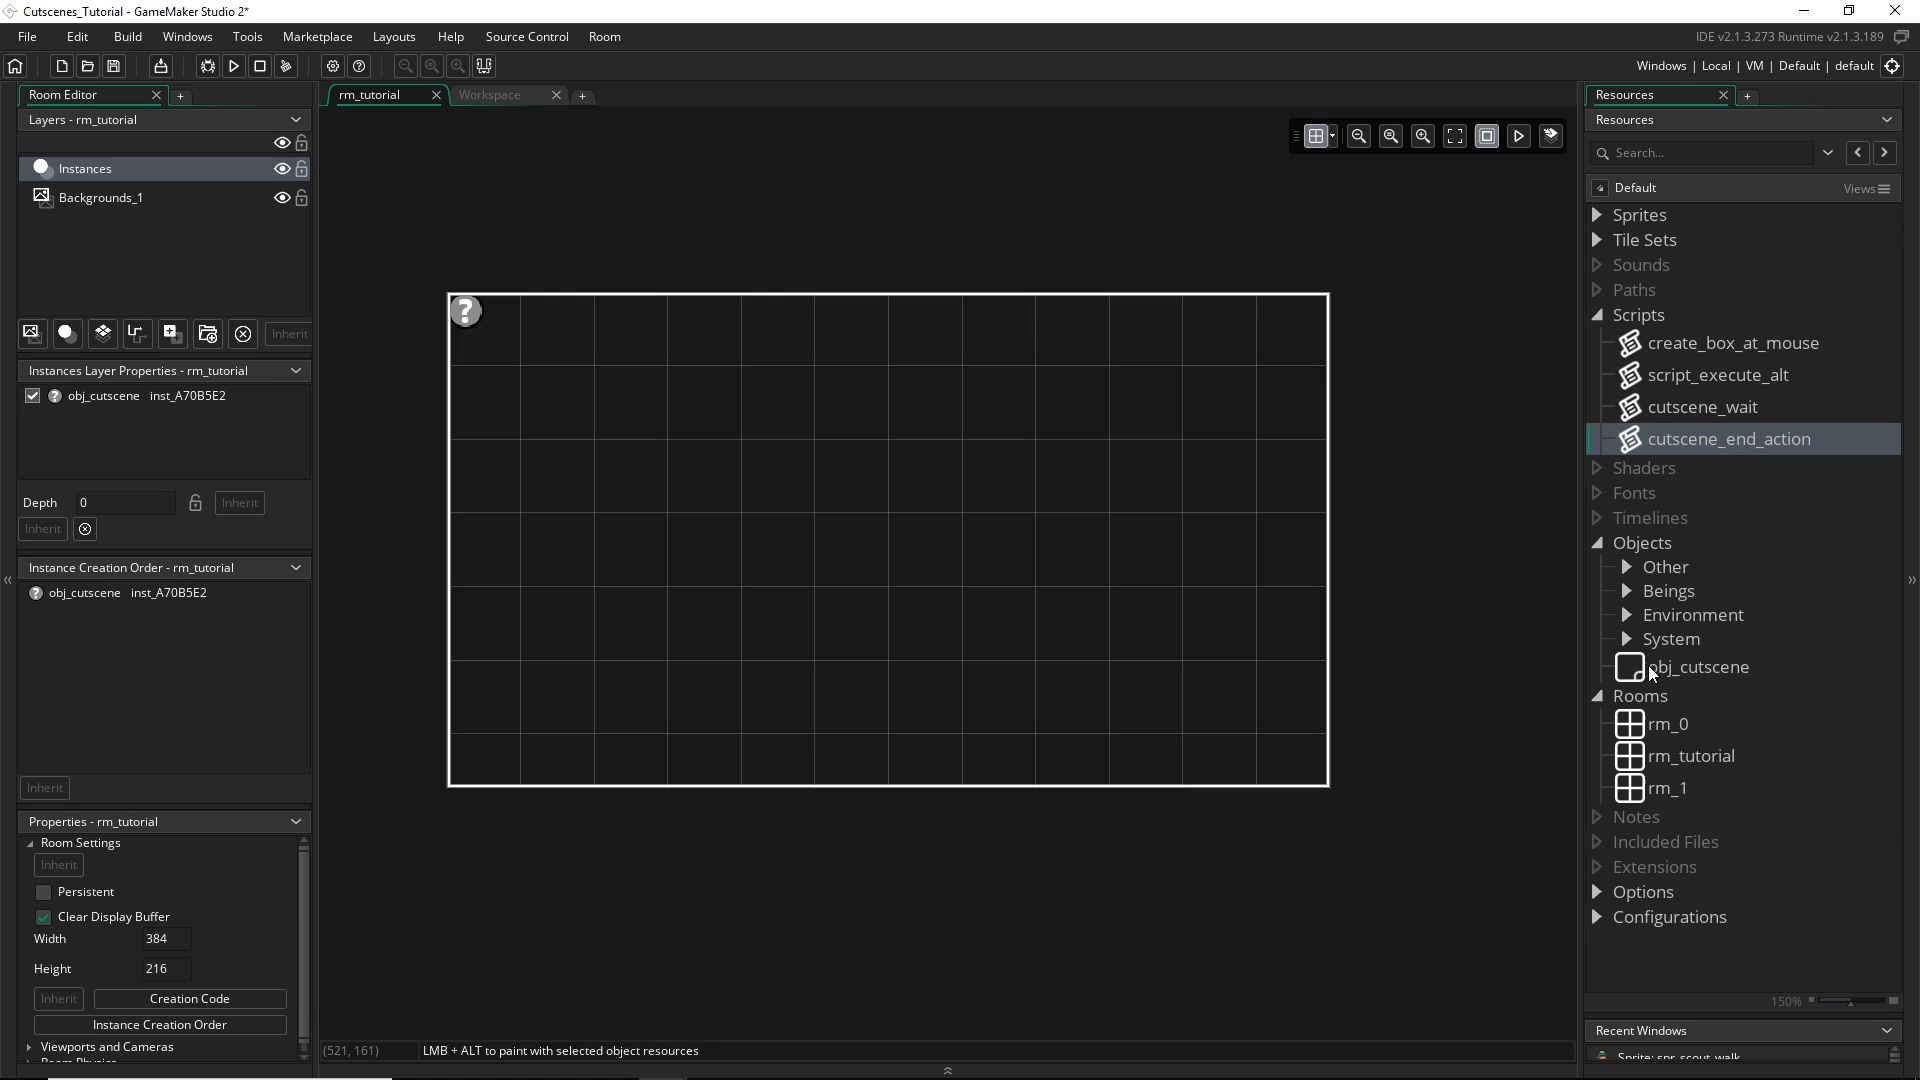 Cutscenes_Tutorial - GameMaker Studio 2*
File Edit Build Windows Tools Marketplace Layouts Help Source Control Room
IDE v2.1.3.273 Runtime v2.1.3.189
Windows | Local | VM | Default | default
Room Editor
Layers - rm_tutorial
Instances
Backgrounds_1
Inherit
Instances Layer Properties - rm_tutorial
? obj_cutscene inst_A70B5E2
Depth 0 Inherit
Inherit
Instance Creation Order - rm_tutorial
? obj_cutscene inst_A70B5E2
Inherit
Properties - rm_tutorial
Room Settings
Inherit
Persistent
Clear Display Buffer
Width 384
Height 216
Inherit Creation Code
Instance Creation Order
Viewports and Cameras
Room Physics
rm_tutorial Workspace
?
(521, 161) LMB + ALT to paint with selected object resources
Resources
Resources
Search...
Default Views
Sprites
Tile Sets
Sounds
Paths
Scripts
create_box_at_mouse
script_execute_alt
cutscene_wait
cutscene_end_action
Shaders
Fonts
Timelines
Objects
Other
Beings
Environment
System
obj_cutscene
Rooms
rm_0
rm_tutorial
rm_1
Notes
Included Files
Extensions
Options
Configurations
150%
Recent Windows
Sprite: spr_scout_walk